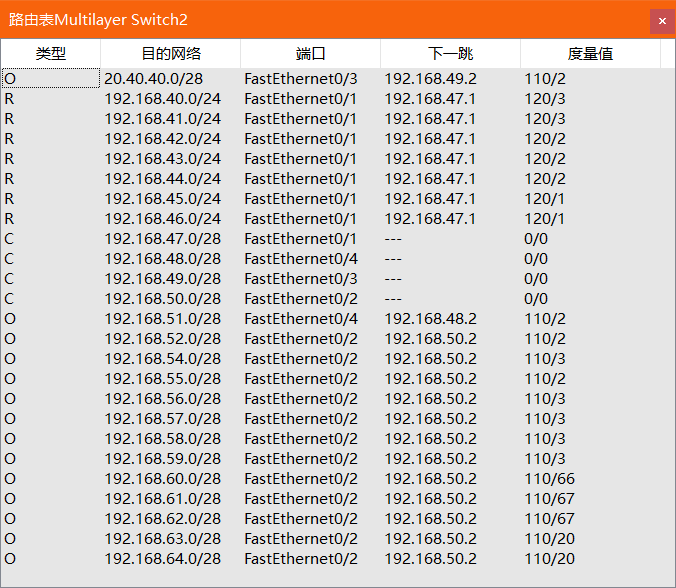 路由表Multilayer Switch2
类型 目的网络 端口 下一跳 度量值
O 20.40.40.0/28 FastEthernet0/3 192.168.49.2 110/2
R 192.168.40.0/24 FastEthernet0/1 192.168.47.1 120/3
R 192.168.41.0/24 FastEthernet0/1 192.168.47.1 120/3
R 192.168.42.0/24 FastEthernet0/1 192.168.47.1 120/2
R 192.168.43.0/24 FastEthernet0/1 192.168.47.1 120/2
R 192.168.44.0/24 FastEthernet0/1 192.168.47.1 120/2
R 192.168.45.0/24 FastEthernet0/1 192.168.47.1 120/1
R 192.168.46.0/24 FastEthernet0/1 192.168.47.1 120/1
C 192.168.47.0/28 FastEthernet0/1 --- 0/0
C 192.168.48.0/28 FastEthernet0/4 --- 0/0
C 192.168.49.0/28 FastEthernet0/3 --- 0/0
C 192.168.50.0/28 FastEthernet0/2 --- 0/0
O 192.168.51.0/28 FastEthernet0/4 192.168.48.2 110/2
O 192.168.52.0/28 FastEthernet0/2 192.168.50.2 110/2
O 192.168.54.0/28 FastEthernet0/2 192.168.50.2 110/3
O 192.168.55.0/28 FastEthernet0/2 192.168.50.2 110/2
O 192.168.56.0/28 FastEthernet0/2 192.168.50.2 110/3
O 192.168.57.0/28 FastEthernet0/2 192.168.50.2 110/3
O 192.168.58.0/28 FastEthernet0/2 192.168.50.2 110/3
O 192.168.59.0/28 FastEthernet0/2 192.168.50.2 110/3
O 192.168.60.0/28 FastEthernet0/2 192.168.50.2 110/66
O 192.168.61.0/28 FastEthernet0/2 192.168.50.2 110/67
O 192.168.62.0/28 FastEthernet0/2 192.168.50.2 110/67
O 192.168.63.0/28 FastEthernet0/2 192.168.50.2 110/20
O 192.168.64.0/28 FastEthernet0/2 192.168.50.2 110/20